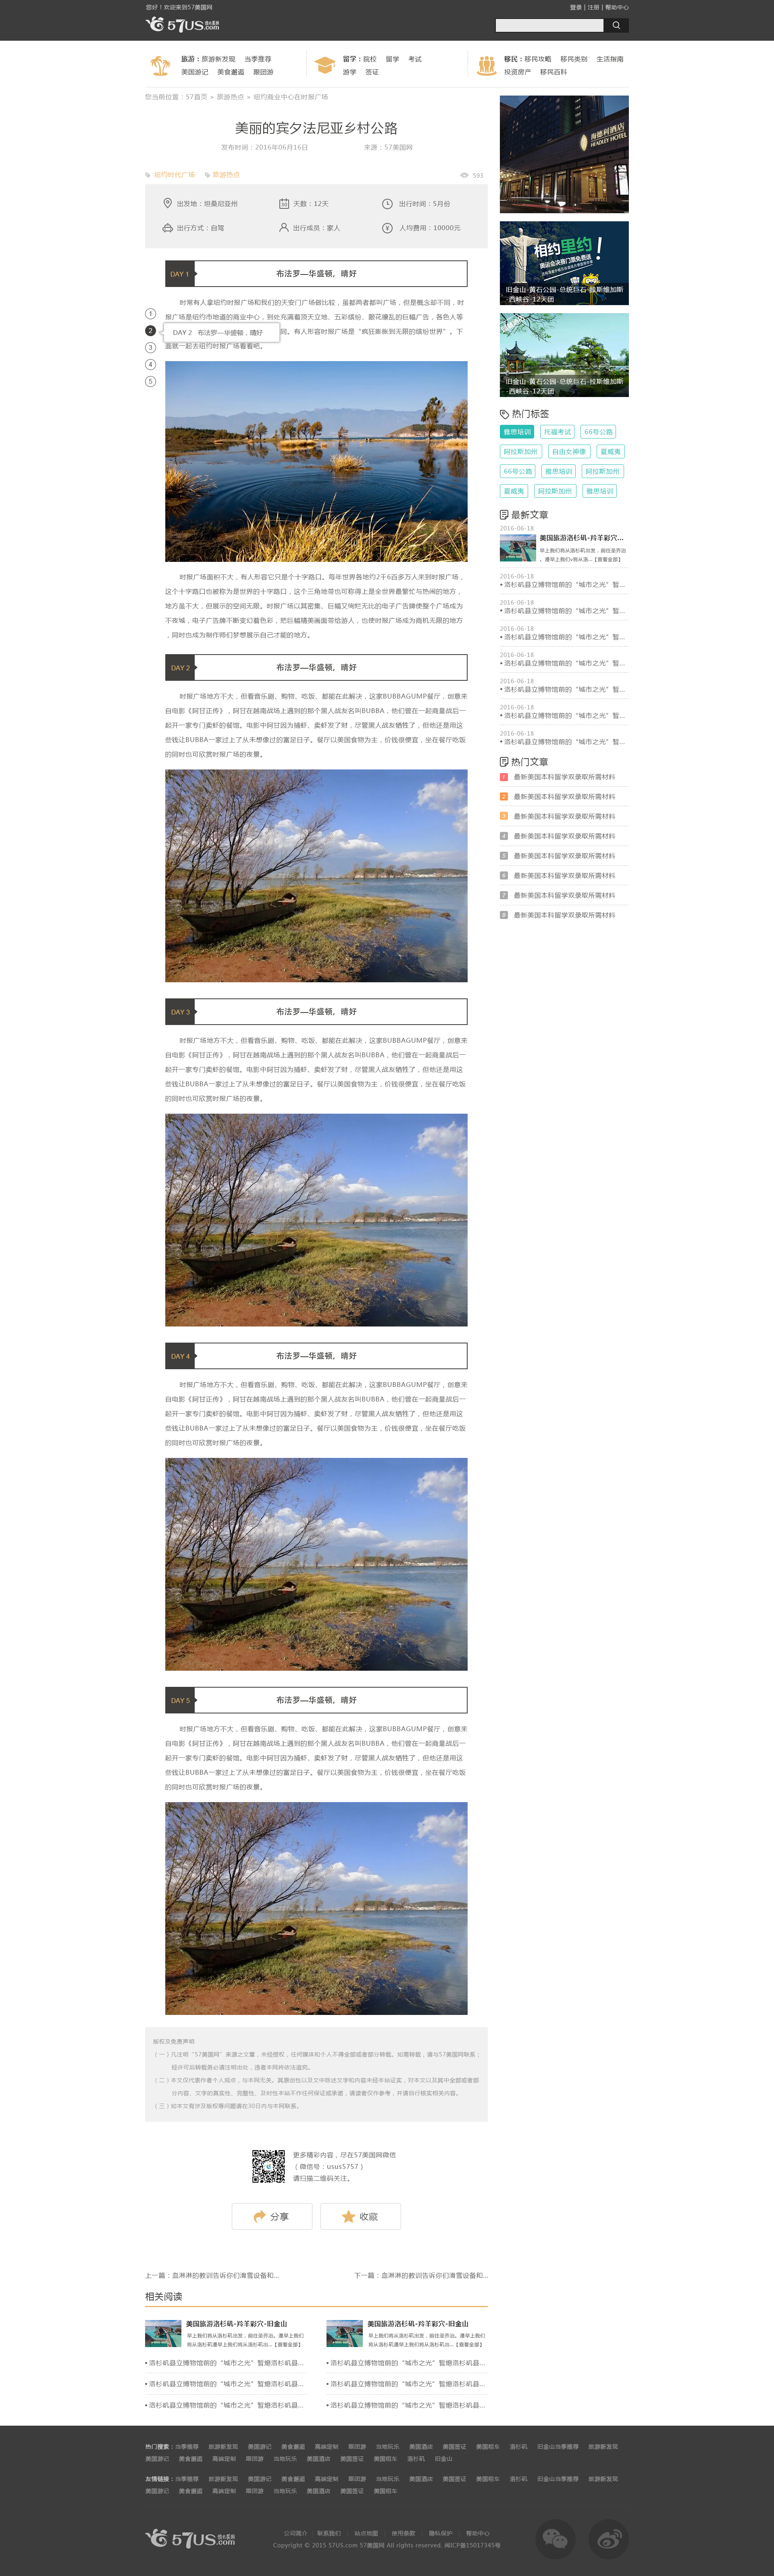 您好！欢迎来到57美国网
登录 | 注册 | 帮助中心
57US.com
旅游：旅游新发现 当季推荐
美国游记 美食邂逅 跟团游
留学：院校 留学 考试
游学 签证
移民：移民攻略 移民类别 生活指南
投资房产 移民百科
您当前位置：57首页 > 旅游热点 > 纽约商业中心在时报广场
美丽的宾夕法尼亚乡村公路
发布时间：2016年06月16日 来源：57美国网
纽约时代广场 旅游热点 593
出发地：坦桑尼亚州 天数：12天 出行时间：5月份
出行方式：自驾 出行成员：家人 人均费用：10000元
DAY 1 布法罗—华盛顿，晴好
时常有人拿纽约时报广场和我们的天安门广场做比较，虽都两者都叫广场，但是概念却不同，时
报广场是纽约市地道的商业中心，到处充满着顶天立地、五彩缤纷、眼花缭乱的巨幅广告，各色人等
同。有人形容时报广场是“疯狂膨胀到无限的缤纷世界”。下
面就一起去纽约时报广场看看吧。
1
2
3
4
5
DAY 2 布法罗—华盛顿，晴好
时报广场面积不大，有人形容它只是个十字路口。每年世界各地约2千6百多万人来到时报广场，
这个十字路口也被称为是世界的十字路口，这个三角地带也可称得上是世界最繁忙与热闹的地方，
地方虽不大，但展示的空间无限。时报广场以其密集、巨幅又绚烂无比的电子广告牌使整个广场成为
不夜城，电子广告牌不断变幻着色彩，把巨幅精美画面带给游人，也使时报广场成为商机无限的地方
，同时也成为制作师们梦想展示自己才能的地方。
DAY 2 布法罗—华盛顿，晴好
时报广场地方不大，但看音乐剧、购物、吃饭，都能在此解决，这家BUBBAGUMP餐厅，创意来
自电影《阿甘正传》，阿甘在越南战场上遇到的那个黑人战友名叫BUBBA，他们曾在一起商量战后一
起开一家专门卖虾的餐馆。电影中阿甘因为捕虾、卖虾发了财，尽管黑人战友牺牲了，但他还是用这
些钱让BUBBA一家过上了从未想像过的富足日子。餐厅以美国食物为主，价钱很便宜，坐在餐厅吃饭
的同时也可欣赏时报广场的夜景。
DAY 3 布法罗—华盛顿，晴好
时报广场地方不大，但看音乐剧、购物、吃饭，都能在此解决，这家BUBBAGUMP餐厅，创意来
自电影《阿甘正传》，阿甘在越南战场上遇到的那个黑人战友名叫BUBBA，他们曾在一起商量战后一
起开一家专门卖虾的餐馆。电影中阿甘因为捕虾、卖虾发了财，尽管黑人战友牺牲了，但他还是用这
些钱让BUBBA一家过上了从未想像过的富足日子。餐厅以美国食物为主，价钱很便宜，坐在餐厅吃饭
的同时也可欣赏时报广场的夜景。
DAY 4 布法罗—华盛顿，晴好
时报广场地方不大，但看音乐剧、购物、吃饭，都能在此解决，这家BUBBAGUMP餐厅，创意来
自电影《阿甘正传》，阿甘在越南战场上遇到的那个黑人战友名叫BUBBA，他们曾在一起商量战后一
起开一家专门卖虾的餐馆。电影中阿甘因为捕虾、卖虾发了财，尽管黑人战友牺牲了，但他还是用这
些钱让BUBBA一家过上了从未想像过的富足日子。餐厅以美国食物为主，价钱很便宜，坐在餐厅吃饭
的同时也可欣赏时报广场的夜景。
DAY 5 布法罗—华盛顿，晴好
时报广场地方不大，但看音乐剧、购物、吃饭，都能在此解决，这家BUBBAGUMP餐厅，创意来
自电影《阿甘正传》，阿甘在越南战场上遇到的那个黑人战友名叫BUBBA，他们曾在一起商量战后一
起开一家专门卖虾的餐馆。电影中阿甘因为捕虾、卖虾发了财，尽管黑人战友牺牲了，但他还是用这
些钱让BUBBA一家过上了从未想像过的富足日子。餐厅以美国食物为主，价钱很便宜，坐在餐厅吃饭
的同时也可欣赏时报广场的夜景。
版权及免责声明
（一）凡注明“57美国网”来源之文章，未经授权，任何媒体和个人不得全部或者部分转载。如需转载，请与57美国网联系；
经许可后转载务必请注明出处，违者本网将依法追究。
（二）本文仅代表作者个人观点，与本网无关。其原创性以及文中陈述文字和内容未经本站证实，对本文以及其中全部或者部
分内容、文字的真实性、完整性、及时性本站不作任何保证或承诺，请读者仅作参考，并请自行核实相关内容。
（三）如本文有涉及版权等问题请在30日内与本网联系。
更多精彩内容，尽在57美国网微信
（微信号：usus5757）
请扫描二维码关注。
分享 收藏
上一篇：血淋淋的教训告诉你们滑雪设备和...
下一篇：血淋淋的教训告诉你们滑雪设备和...
相关阅读
美国旅游洛杉矶-羚羊彩穴-旧金山
早上我们将从洛杉矶出发，前往圣乔治。遵早上我们
将从洛杉矶遵早上我们将从洛杉矶出...【查看全部】
• 洛杉矶县立博物馆前的“城市之光”暂熄洛杉矶县...
• 洛杉矶县立博物馆前的“城市之光”暂熄洛杉矶县...
• 洛杉矶县立博物馆前的“城市之光”暂熄洛杉矶县...
美国旅游洛杉矶-羚羊彩穴-旧金山
早上我们将从洛杉矶出发，前往圣乔治。遵早上我们
将从洛杉矶遵早上我们将从洛杉矶出...【查看全部】
• 洛杉矶县立博物馆前的“城市之光”暂熄洛杉矶县...
• 洛杉矶县立博物馆前的“城市之光”暂熄洛杉矶县...
• 洛杉矶县立博物馆前的“城市之光”暂熄洛杉矶县...
海德利酒店
HEADLEY HOTEL
相约里约！
奥运会决赛门票免费送
旧金山-黄石公园-总统巨石-拉斯维加斯
-西峡谷-12天团
旧金山-黄石公园-总统巨石-拉斯维加斯
-西峡谷-12天团
热门标签
雅思培训 托福考试 66号公路
阿拉斯加州 自由女神像 夏威夷
66号公路 雅思培训 阿拉斯加州
夏威夷 阿拉斯加州 雅思培训
最新文章
2016-06-18
美国旅游洛杉矶-羚羊彩穴...
早上我们将从洛杉矶出发，前往圣乔治
。遵早上我们<将从洛...【查看全部】
2016-06-18
• 洛杉矶县立博物馆前的“城市之光”暂...
2016-06-18
• 洛杉矶县立博物馆前的“城市之光”暂...
2016-06-18
• 洛杉矶县立博物馆前的“城市之光”暂...
2016-06-18
• 洛杉矶县立博物馆前的“城市之光”暂...
2016-06-18
• 洛杉矶县立博物馆前的“城市之光”暂...
2016-06-18
• 洛杉矶县立博物馆前的“城市之光”暂...
2016-06-18
• 洛杉矶县立博物馆前的“城市之光”暂...
热门文章
1 最新美国本科留学双录取所需材料
2 最新美国本科留学双录取所需材料
3 最新美国本科留学双录取所需材料
4 最新美国本科留学双录取所需材料
5 最新美国本科留学双录取所需材料
6 最新美国本科留学双录取所需材料
7 最新美国本科留学双录取所需材料
8 最新美国本科留学双录取所需材料
热门搜索：当季推荐 旅游新发现 美国游记 美食邂逅 高端定制 跟团游 当地玩乐 美国酒店 美国签证 美国租车 洛杉矶 旧金山当季推荐 旅游新发现
美国游记 美食邂逅 高端定制 跟团游 当地玩乐 美国酒店 美国签证 美国租车 洛杉矶 旧金山
友情链接：当季推荐 旅游新发现 美国游记 美食邂逅 高端定制 跟团游 当地玩乐 美国酒店 美国签证 美国租车 洛杉矶 旧金山当季推荐 旅游新发现
美国游记 美食邂逅 高端定制 跟团游 当地玩乐 美国酒店 美国签证 美国租车
57US.com
公司简介 联系我们 站点地图 使用条款 隐私保护 帮助中心
Copyright © 2015 57US.com 57美国网 All rights reserved. 闽ICP备15017345号